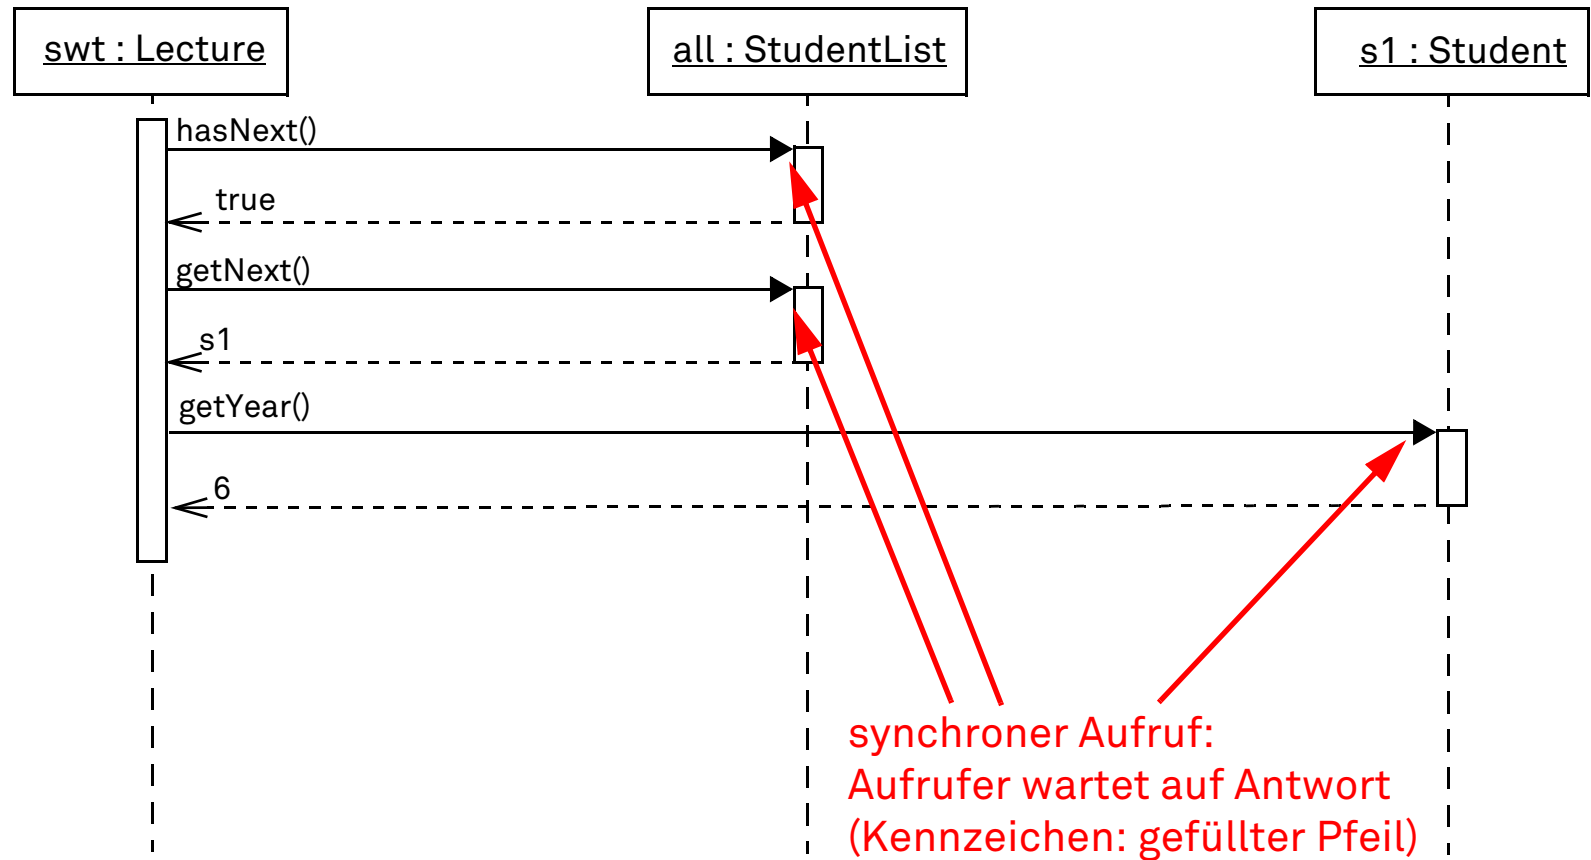 swt : Lecture
all : StudentList
s1 : Student
hasNext()
true
getNext()
s1
getYear()
6
synchroner Aufruf:
Aufrufer wartet auf Antwort
(Kennzeichen: gefüllter Pfeil)